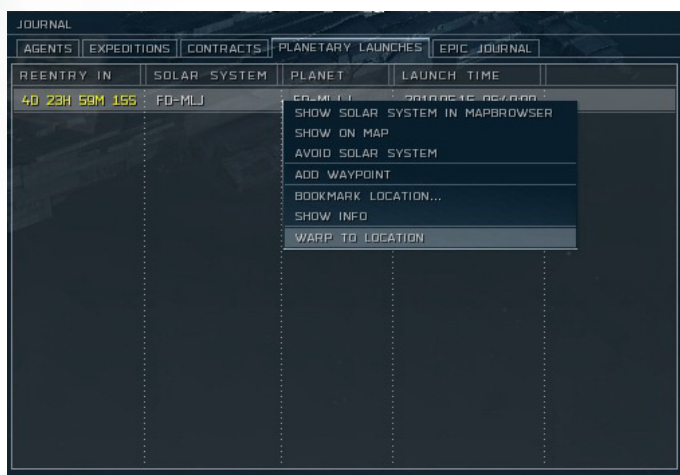 JOURNAL
AGENTS EXPEDITIONS CONTRACTS PLANETARY LAUNCHES EPIC JOURNAL
REENTRY IN SOLAR SYSTEM PLANET LAUNCH TIME
4D 23H 59M 15S FD-MLJ
SHOW SOLAR SYSTEM IN MAPBROWSER
SHOW ON MAP
AVOID SOLAR SYSTEM
ADD WAYPOINT
BOOKMARK LOCATION...
SHOW INFO
WARP TO LOCATION